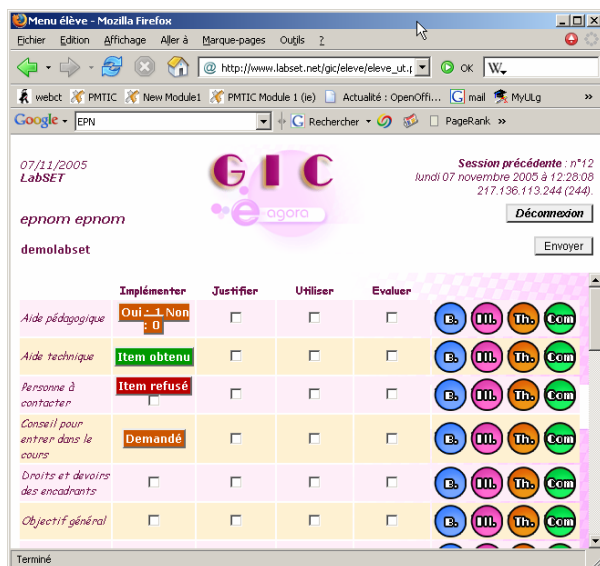 Menu élève - Mozilla Firefox
Fichier Edition Affichage Aller à Marque-pages Outils ?
http://www.labset.net/gic/eleve/eleve_ut.p OK W.
webct PMTIC New Module1 PMTIC Module 1 (ie) Actualité : OpenOffi... G mail MyULg »
Google EPN Rechercher PageRank »
07/11/2005
LabSET
epnom epnom
demolabset
G I C
e agora
Session précédente : n°12
lundi 07 novembre 2005 à 12:28:08
217.136.113.244 (244).
Déconnexion
Envoyer
Implémenter Justifier Utiliser Evaluer
Aide pédagogique Oui : 1 Non : 0 B. Ill. Th. Com
Aide technique Item obtenu B. Ill. Th. Com
Personne à contacter Item refusé B. Ill. Th. Com
Conseil pour entrer dans le cours Demandé B. Ill. Th. Com
Droits et devoirs des encadrants B. Ill. Th. Com
Objectif général B. Ill. Th. Com
Terminé